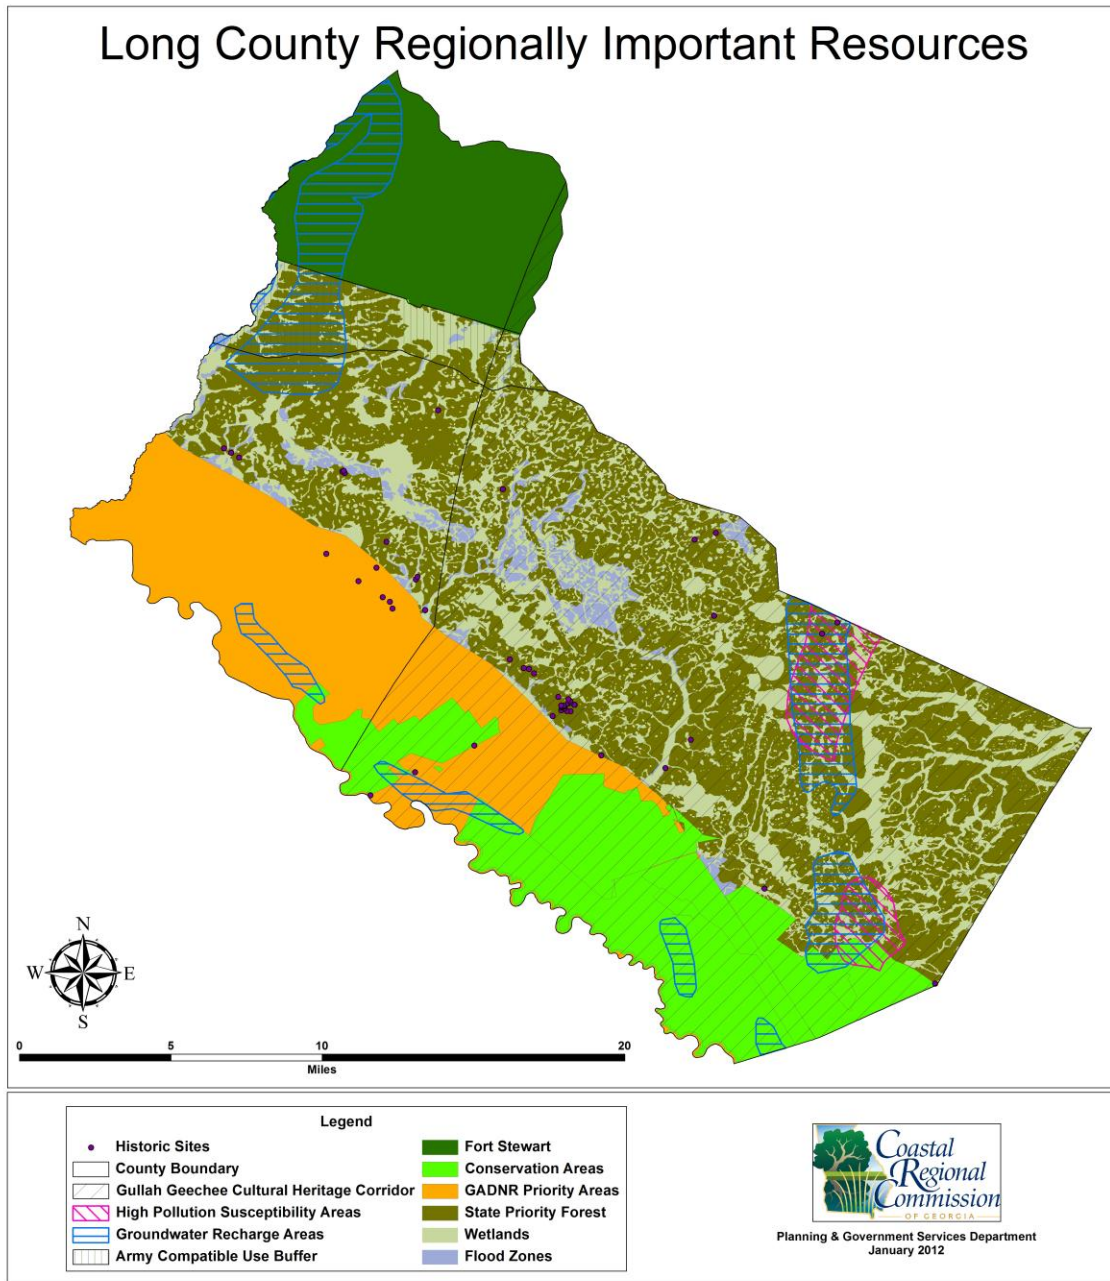 Long County Regionally Important Resources
N
W
E
S
0
5
10
20
Miles
Legend
Historic Sites
County Boundary
Gullah Geechee Cultural Heritage Corridor
High Pollution Susceptibility Areas
Groundwater Recharge Areas
Army Compatible Use Buffer
Fort Stewart
Conservation Areas
GADNR Priority Areas
State Priority Forest
Wetlands
Flood Zones
Coastal
Regional
Commission
OF GEORGIA
Planning & Government Services Department
January 2012